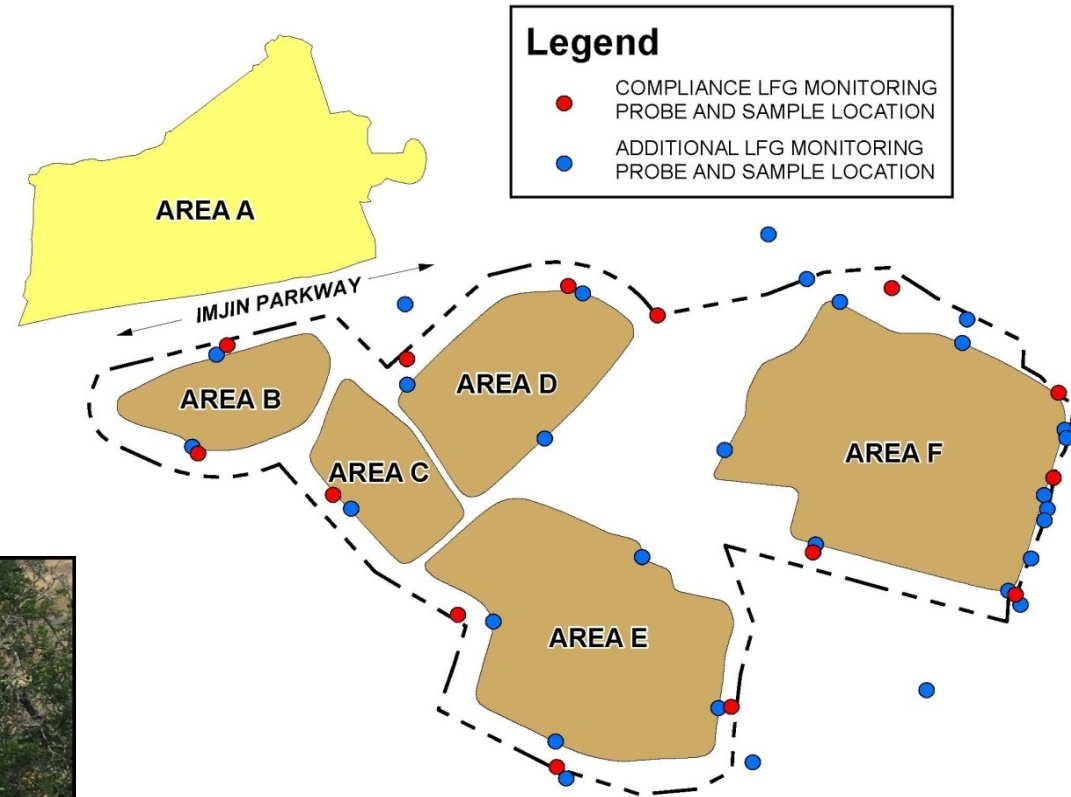 Legend
COMPLIANCE LFG MONITORING
PROBE AND SAMPLE LOCATION
ADDITIONAL LFG MONITORING
PROBE AND SAMPLE LOCATION
AREA A
IMJIN PARKWAY
AREA B
AREA C
AREA D
AREA E
AREA F